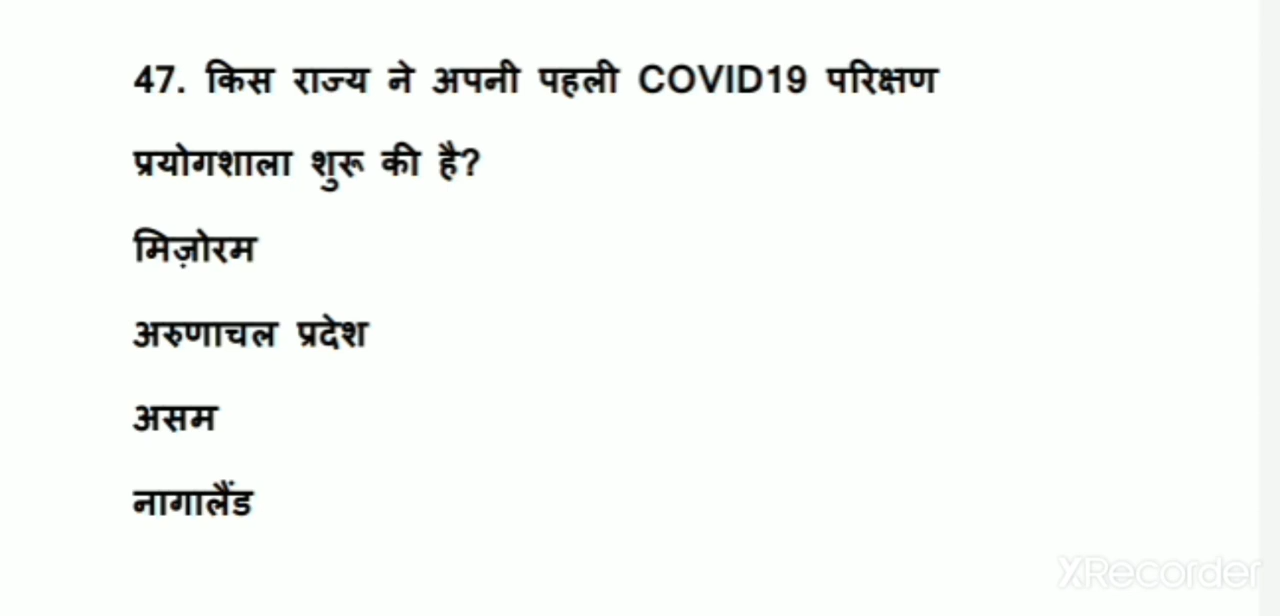 47. किस राज्य ने अपनी पहली COVID19 परिक्षण
प्रयोगशाला शुरू की है?
मिज़ोरम
अरुणाचल प्रदेश
असम
नागालैंड
XRecorder